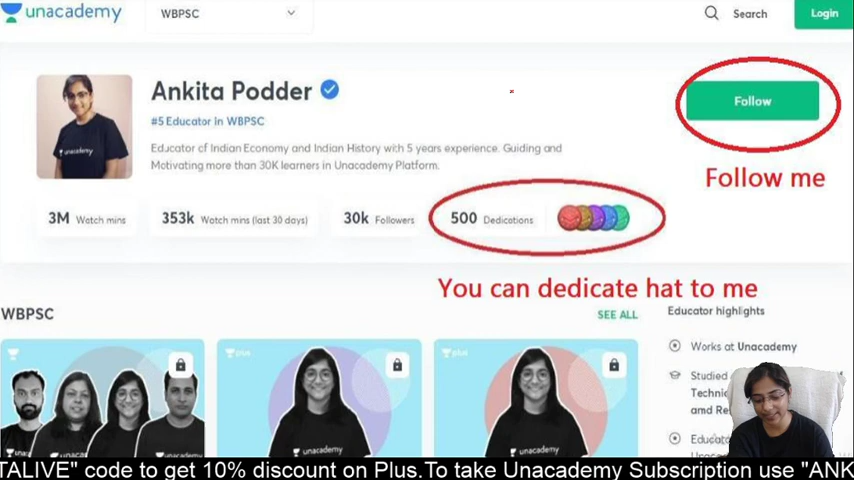 unacademy
WBPSC
Search
Login
Ankita Podder
#5 Educator in WBPSC
Educator of Indian Economy and Indian History with 5 years experience. Guiding and
Motivating more than 30K learners in Unacademy Platform.
Follow
Follow me
3M Watch mins
353k Watch mins (last 30 days)
30k Followers
500 Dedications
You can dedicate hat to me
WBPSC
SEE ALL
Educator highlights
plus
plus
Works at Unacademy
Studied
Techni
and Re
Educato
unacademy
unacademy
TALIVE" code to get 10% discount on Plus.To take Unacademy Subscription use "ANK